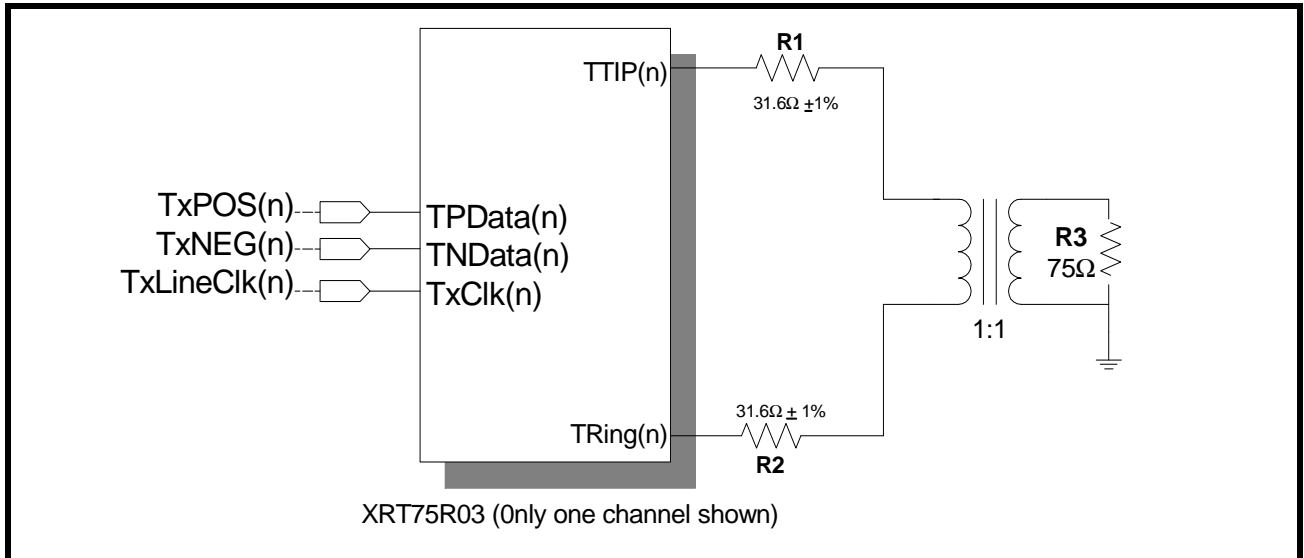 R1
TTIP(n)
31.6Ω ±1%
TxPOS(n)
TPData(n)
TxNEG(n)
TNData(n)
TxLineClk(n)
TxClk(n)
R3
75Ω
1:1
31.6Ω ± 1%
TRing(n)
R2
XRT75R03 (0nly one channel shown)